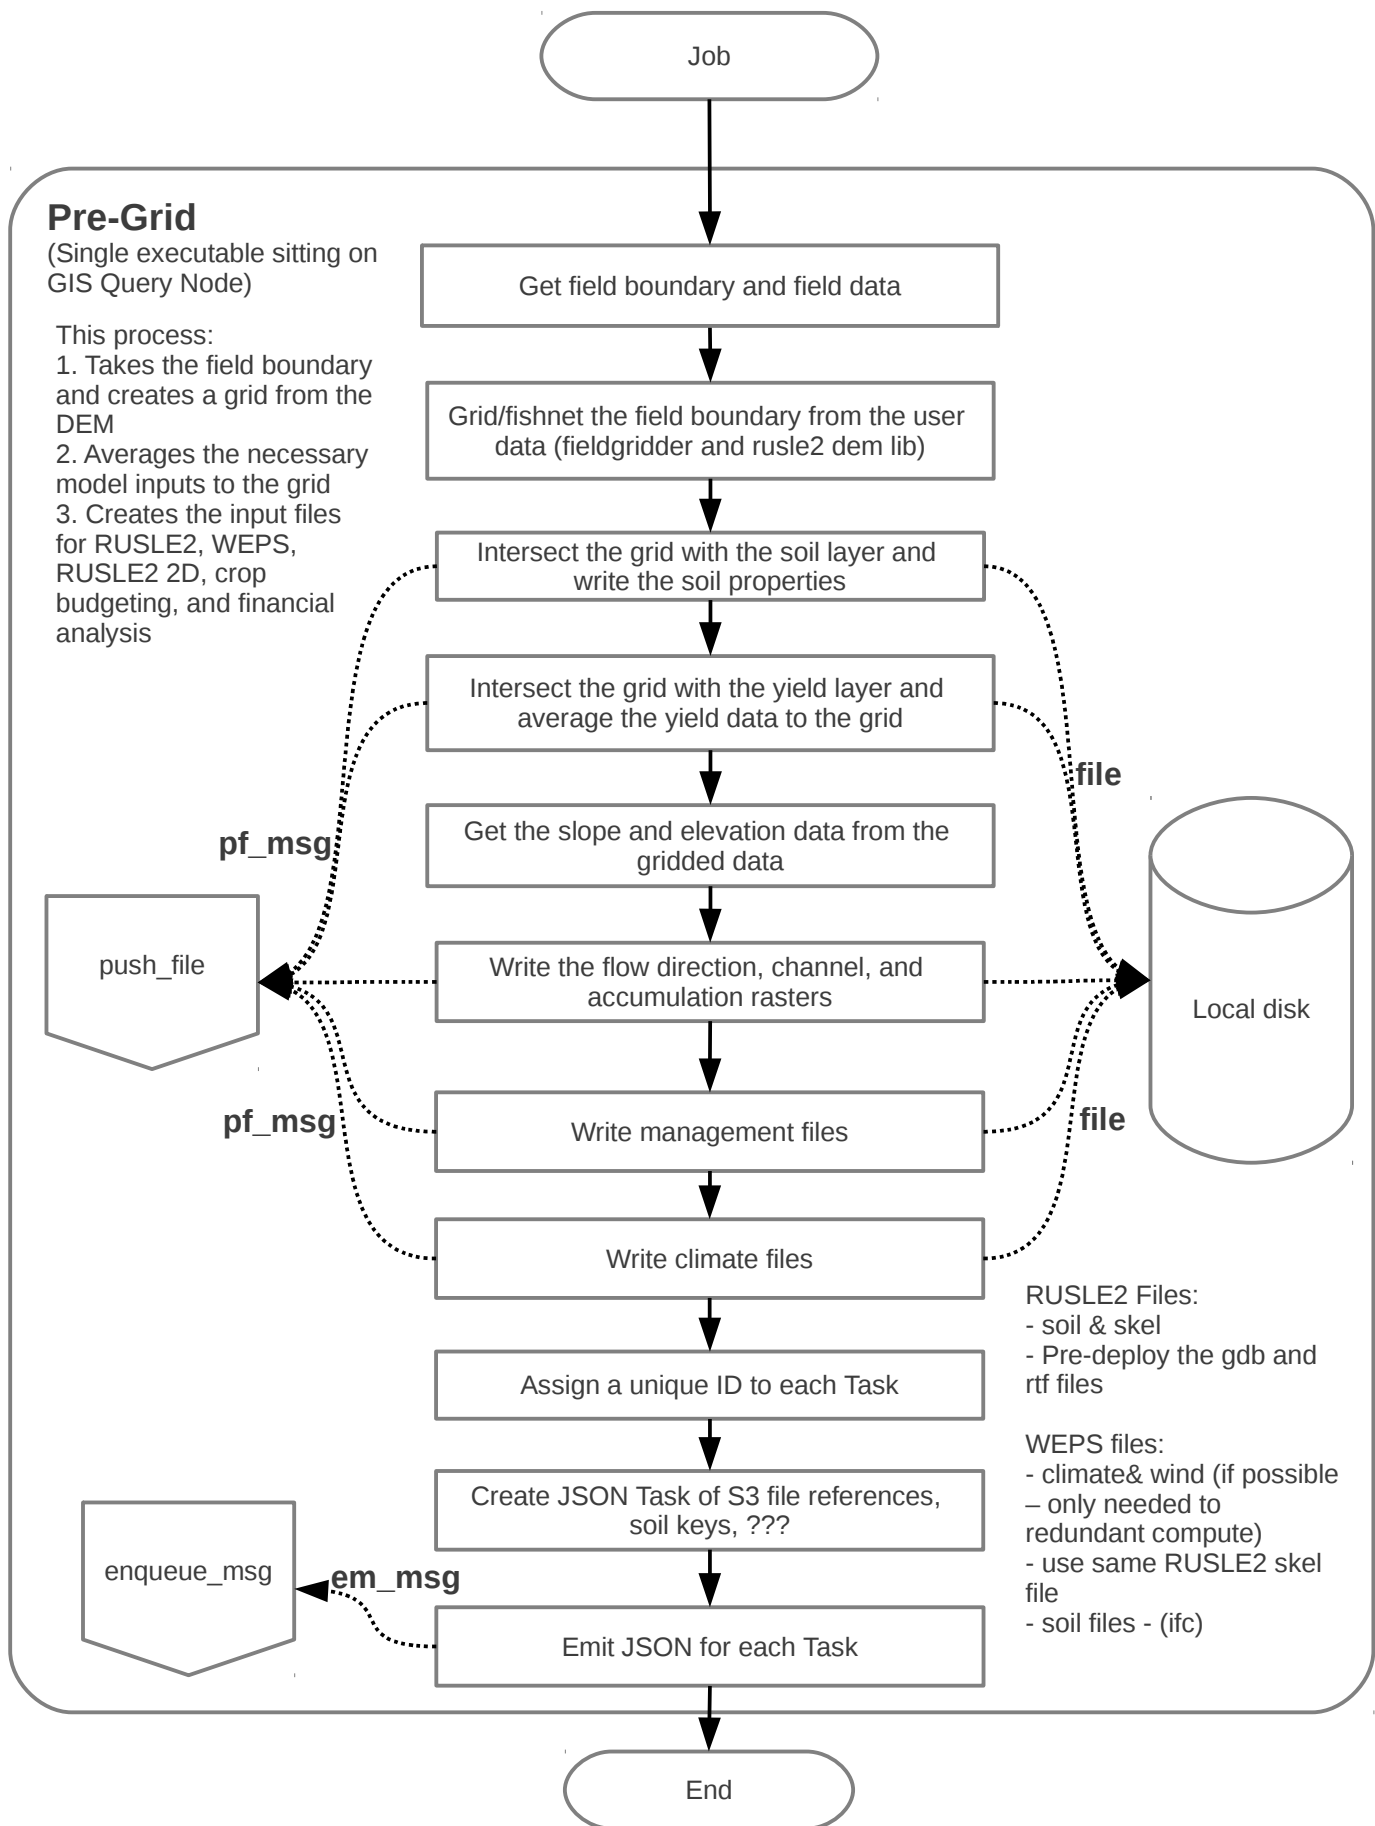 Job
Pre-Grid
(Single executable sitting on
GIS Query Node)
This process:
1. Takes the field boundary
and creates a grid from the
DEM
2. Averages the necessary
model inputs to the grid
3. Creates the input files
for RUSLE2, WEPS,
RUSLE2 2D, crop
budgeting, and financial
analysis
Get field boundary and field data
Grid/fishnet the field boundary from the user
data (fieldgridder and rusle2 dem lib)
Intersect the grid with the soil layer and
write the soil properties
Intersect the grid with the yield layer and
average the yield data to the grid
file
Get the slope and elevation data from the
gridded data
pf_msg
push_file
Write the flow direction, channel, and
accumulation rasters
Local disk
pf_msg
Write management files
file
Write climate files
RUSLE2 Files:
- soil & skel
- Pre-deploy the gdb and
rtf files
WEPS files:
- climate& wind (if possible
– only needed to
redundant compute)
- use same RUSLE2 skel
file
- soil files - (ifc)
Assign a unique ID to each Task
Create JSON Task of S3 file references,
soil keys, ???
enqueue_msg
em_msg
Emit JSON for each Task
End